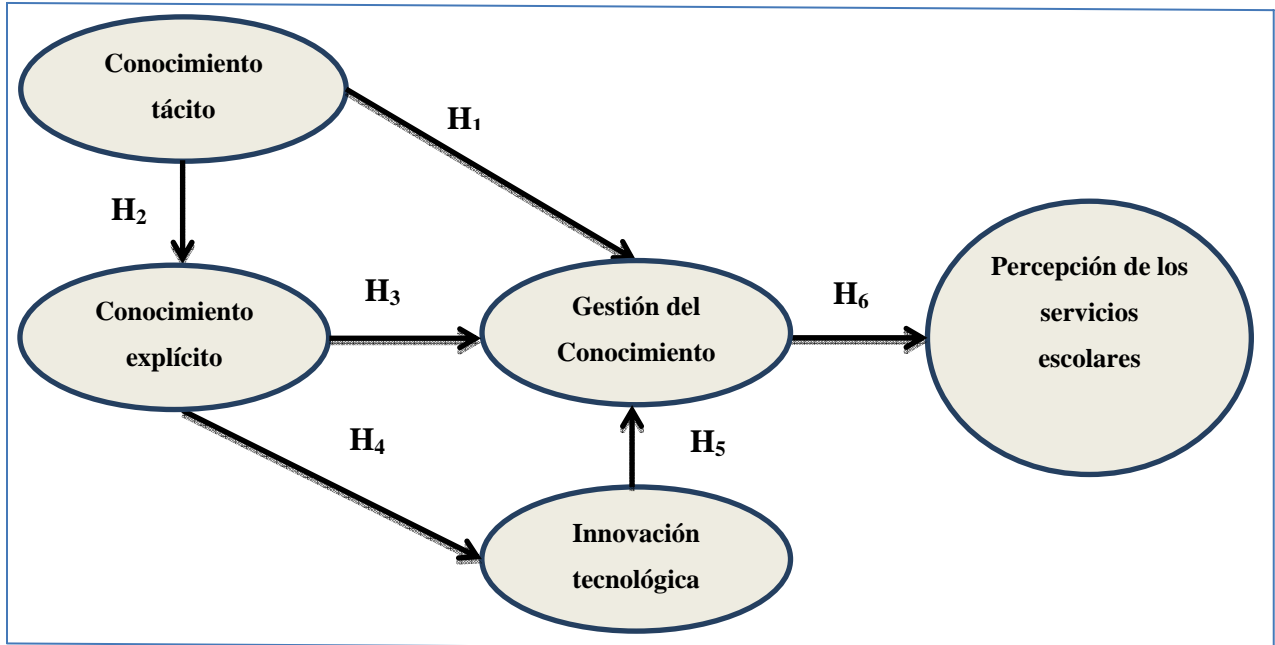 Conocimiento
tácito
H₁
H₂
Conocimiento
explícito
H₃
Gestión del
Conocimiento
H₆
Percepción de los
servicios
escolares
H₄
H₅
Innovación
tecnológica